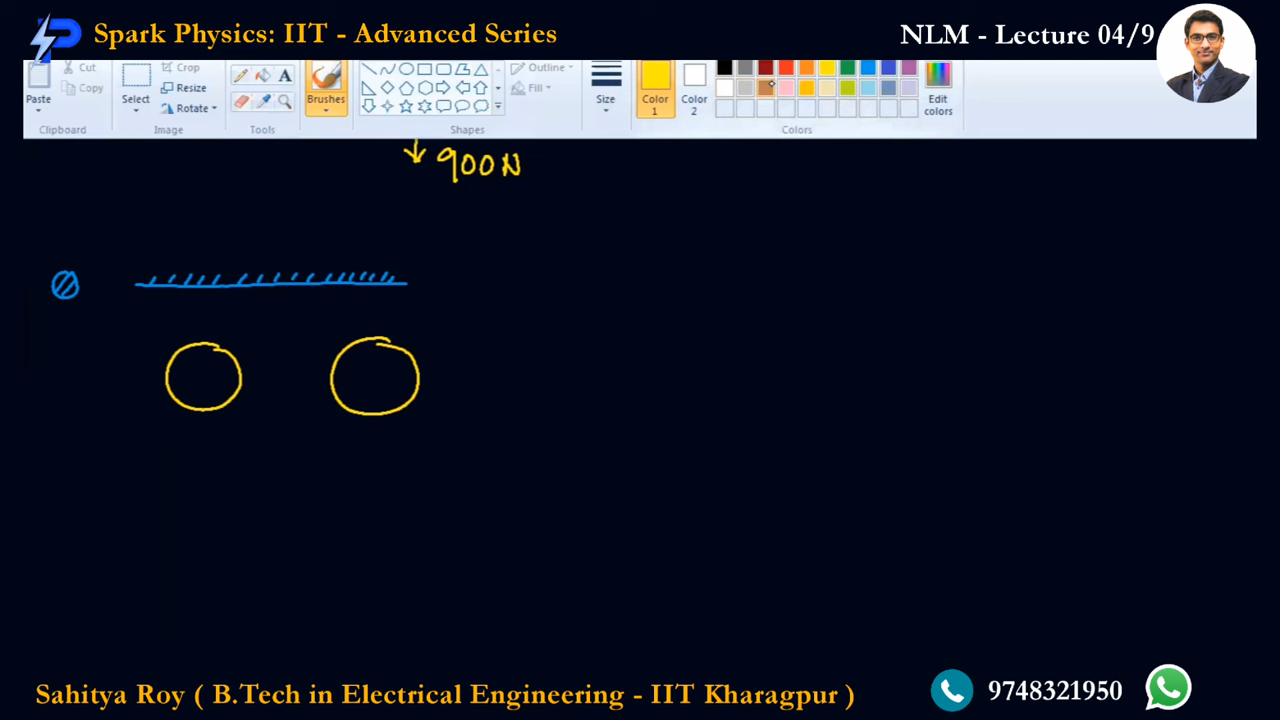 Spark Physics: IIT - Advanced Series
NLM - Lecture 04/9
Paste
Cut
Copy
Clipboard
Select
Crop
Resize
Rotate
Image
Tools
Brushes
Shapes
Outline
Fill
Size
Color 1
Color 2
Edit colors
Colors
900 N
Sahitya Roy ( B.Tech in Electrical Engineering - IIT Kharagpur )
9748321950